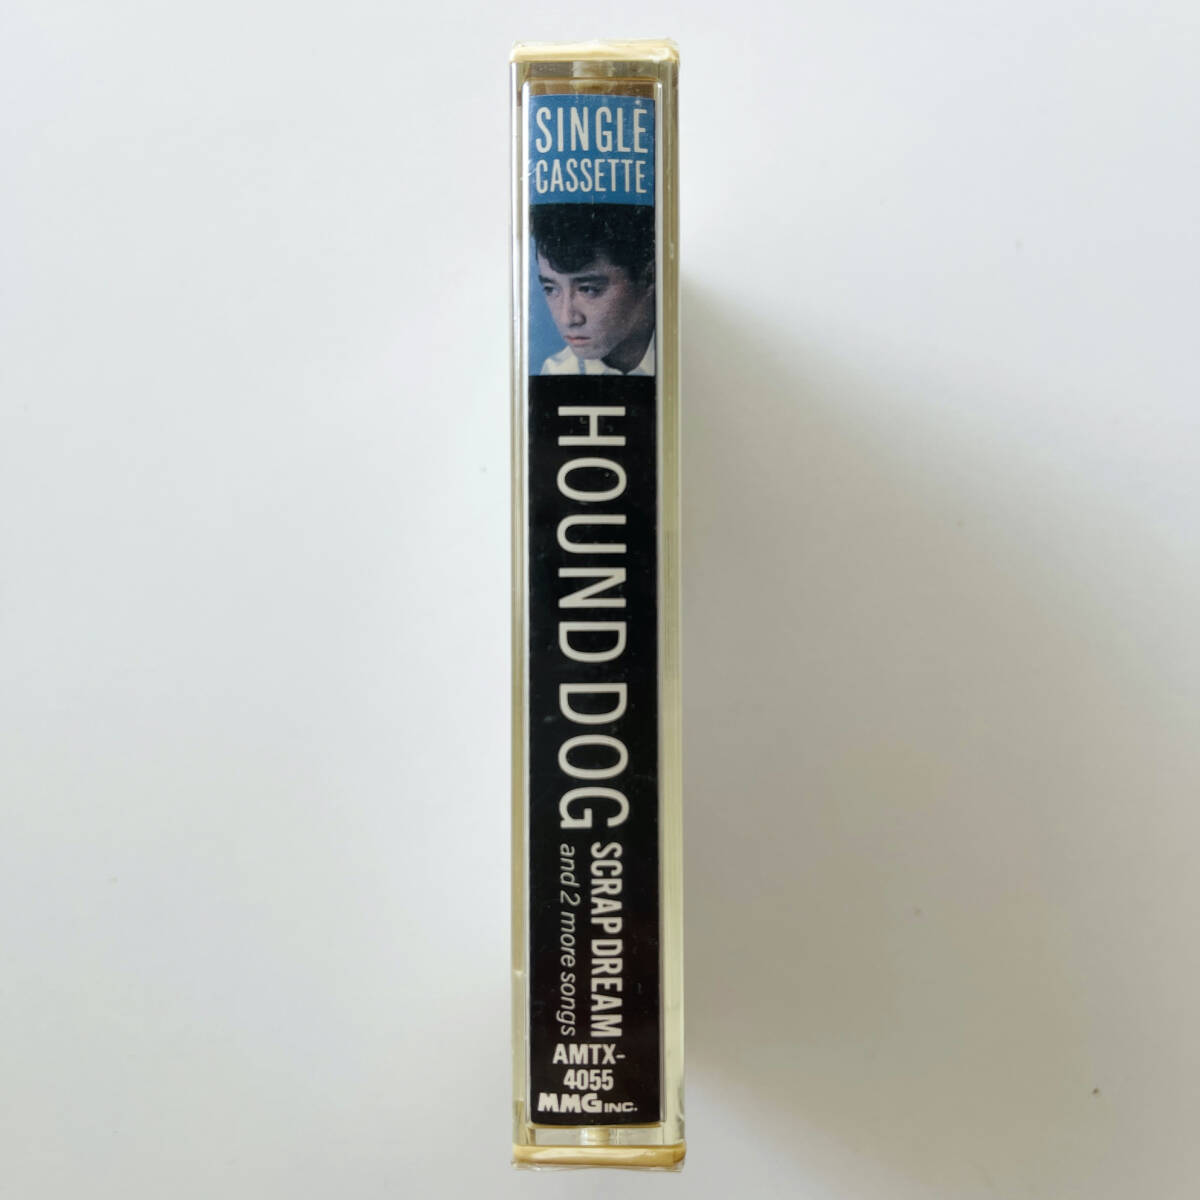 SINGLE
CASSETTE
HOUND DOG
SCRAP DREAM
and 2 more songs
AMTX-
4055
MMG INC.